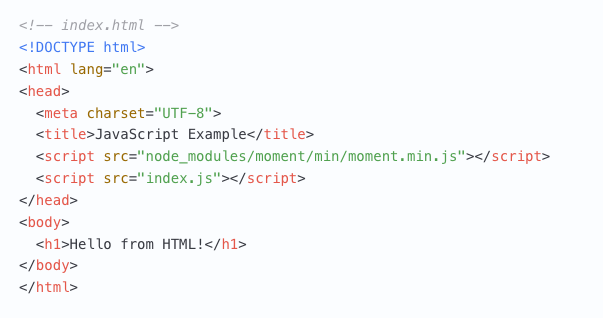 <!-- index.html -->
<!DOCTYPE html>
<html lang="en">
<head>
  <meta charset="UTF-8">
  <title>JavaScript Example</title>
  <script src="node_modules/moment/min/moment.min.js"></script>
  <script src="index.js"></script>
</head>
<body>
  <h1>Hello from HTML!</h1>
</body>
</html>